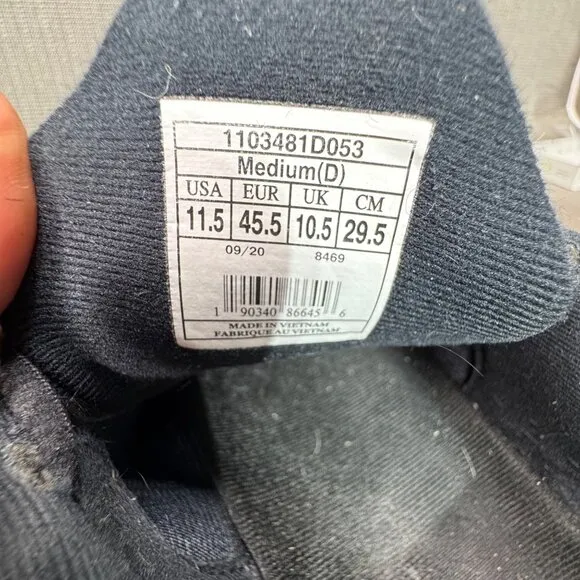 1103481D053
Medium(D)
USA EUR UK CM
11.5 45.5 10.5 29.5
09/20 8469
1 90340 86645 6
MADE IN VIETNAM
FABRIQUE AU VIETNAM